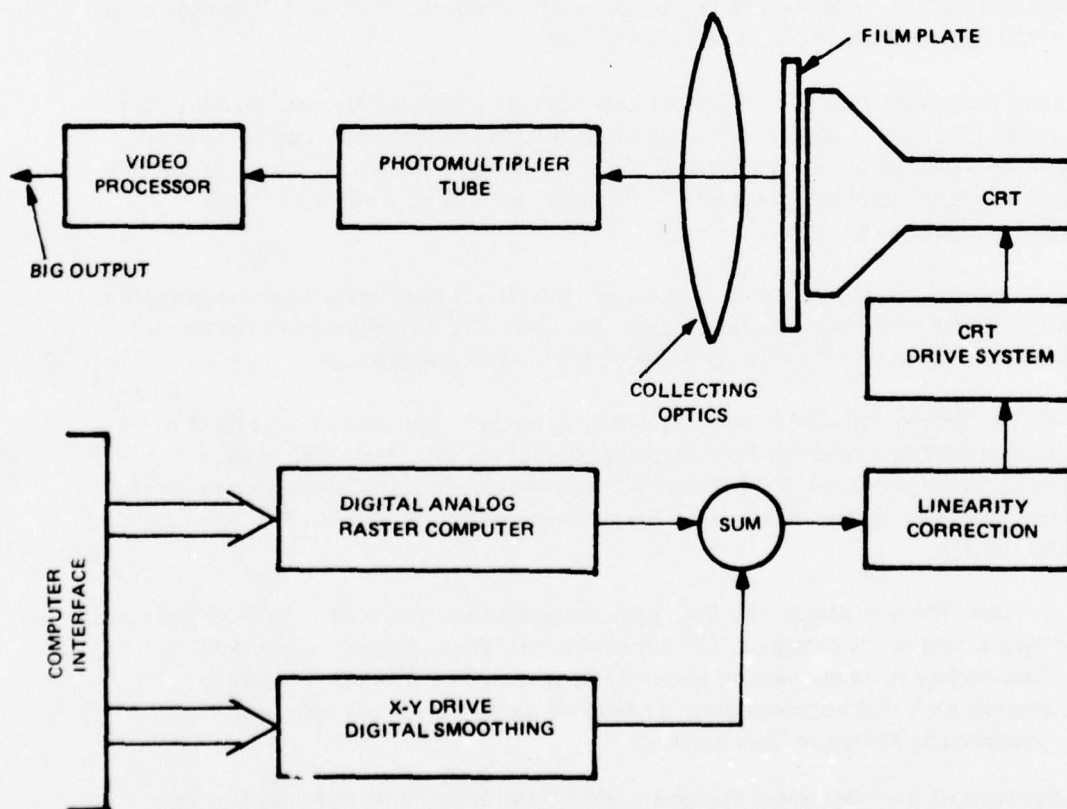 FILM PLATE
VIDEO
PROCESSOR
PHOTOMULTIPLIER
TUBE
CRT
BIG OUTPUT
CRT
DRIVE SYSTEM
COLLECTING
OPTICS
DIGITAL ANALOG
RASTER COMPUTER
SUM
LINEARITY
CORRECTION
COMPUTER
INTERFACE
X-Y DRIVE
DIGITAL SMOOTHING